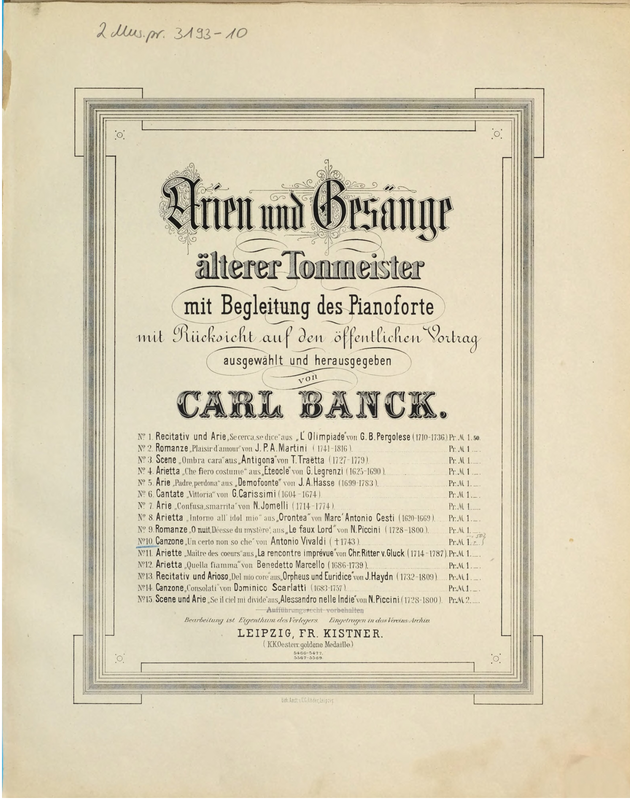 2 Mus.pr. 3193-10
Arien und Gesänge
älterer Tonmeister
mit Begleitung des Pianoforte
mit Rücksicht auf den öffentlichen Vortrag
ausgewählt und herausgegeben
von
CARL BANCK.
No 1. Recitativ und Arie „Se cerca, se dice" aus „L'Olimpiade" von G. B. Pergolese (1710-1736) Pr. M. 1. 50.
No 2. Romanze „Plaisir d'amour" von J. P. A. Martini (1741-1816) Pr. M. 1.
No 3. Scene „Ombra cara" aus „Antigona" von T. Traëtta (1727-1779) Pr. M. 1.
No 4. Arietta „Che fiero costume" aus „Eteocle" von G. Legrenzi (1625-1690) Pr. M. 1.
No 5. Arie „Padre, perdona" aus „Demofoonte" von J. A. Hasse (1699-1783) Pr. M. 1.
No 6. Cantate „Vittoria" von G. Carissimi (1604-1674) Pr. M. 1.
No 7. Arie „Confusa, smarrita" von N. Jomelli (1714-1774) Pr. M. 1.
No 8. Arietta „Intorno all' idol mio" aus „Orontea" von Marc' Antonio Cesti (1620-1669) Pr. M. 1.
No 9. Romanze „O nuit, Déesse du mystère", aus „Le faux Lord" von N. Piccini (1728-1800) Pr. M. 1.
No 10. Canzone „Un certo non so che" von Antonio Vivaldi (†1743) Pr. M. 1.
No 11. Ariette „Maitre des coeurs" aus „La rencontre imprévue" von Chr. Ritter v. Gluck (1714-1787) Pr. M. 1.
No 12. Arietta „Quella fiamma" von Benedetto Marcello (1686-1739) Pr. M. 1.
No 13. Recitativ und Arioso „Del mio core" aus „Orpheus und Euridice" von J. Haydn (1732-1809) Pr. M. 1.
No 14. Canzone „Consolati" von Dominico Scarlatti (1683-1757) Pr. M. 1.
No 15. Scene und Arie „Se il ciel mi divide" aus „Alessandro nelle Indie" von N. Piccini (1728-1800) Pr. M. 2.
Aufführungsrecht vorbehalten
Bearbeitung ist Eigenthum des Verlegers Eingetragen in das Vereins Archiv
LEIPZIG, FR. KISTNER.
(K.K. Oesterr. goldene Medaille)